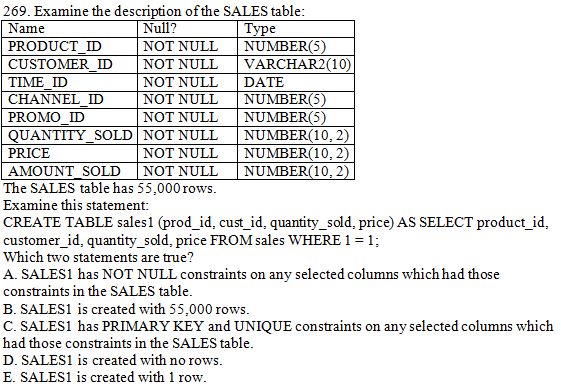 269. Examine the description of the SALES table:
Name Null? Type
PRODUCT_ID NOT NULL NUMBER(5)
CUSTOMER_ID NOT NULL VARCHAR2(10)
TIME_ID NOT NULL DATE
CHANNEL_ID NOT NULL NUMBER(5)
PROMO_ID NOT NULL NUMBER(5)
QUANTITY_SOLD NOT NULL NUMBER(10, 2)
PRICE NOT NULL NUMBER(10, 2)
AMOUNT_SOLD NOT NULL NUMBER(10, 2)
The SALES table has 55,000 rows.
Examine this statement:
CREATE TABLE sales1 (prod_id, cust_id, quantity_sold, price) AS SELECT product_id,
customer_id, quantity_sold, price FROM sales WHERE 1 = 1;
Which two statements are true?
A. SALES1 has NOT NULL constraints on any selected columns which had those
constraints in the SALES table.
B. SALES1 is created with 55,000 rows.
C. SALES1 has PRIMARY KEY and UNIQUE constraints on any selected columns which
had those constraints in the SALES table.
D. SALES1 is created with no rows.
E. SALES1 is created with 1 row.